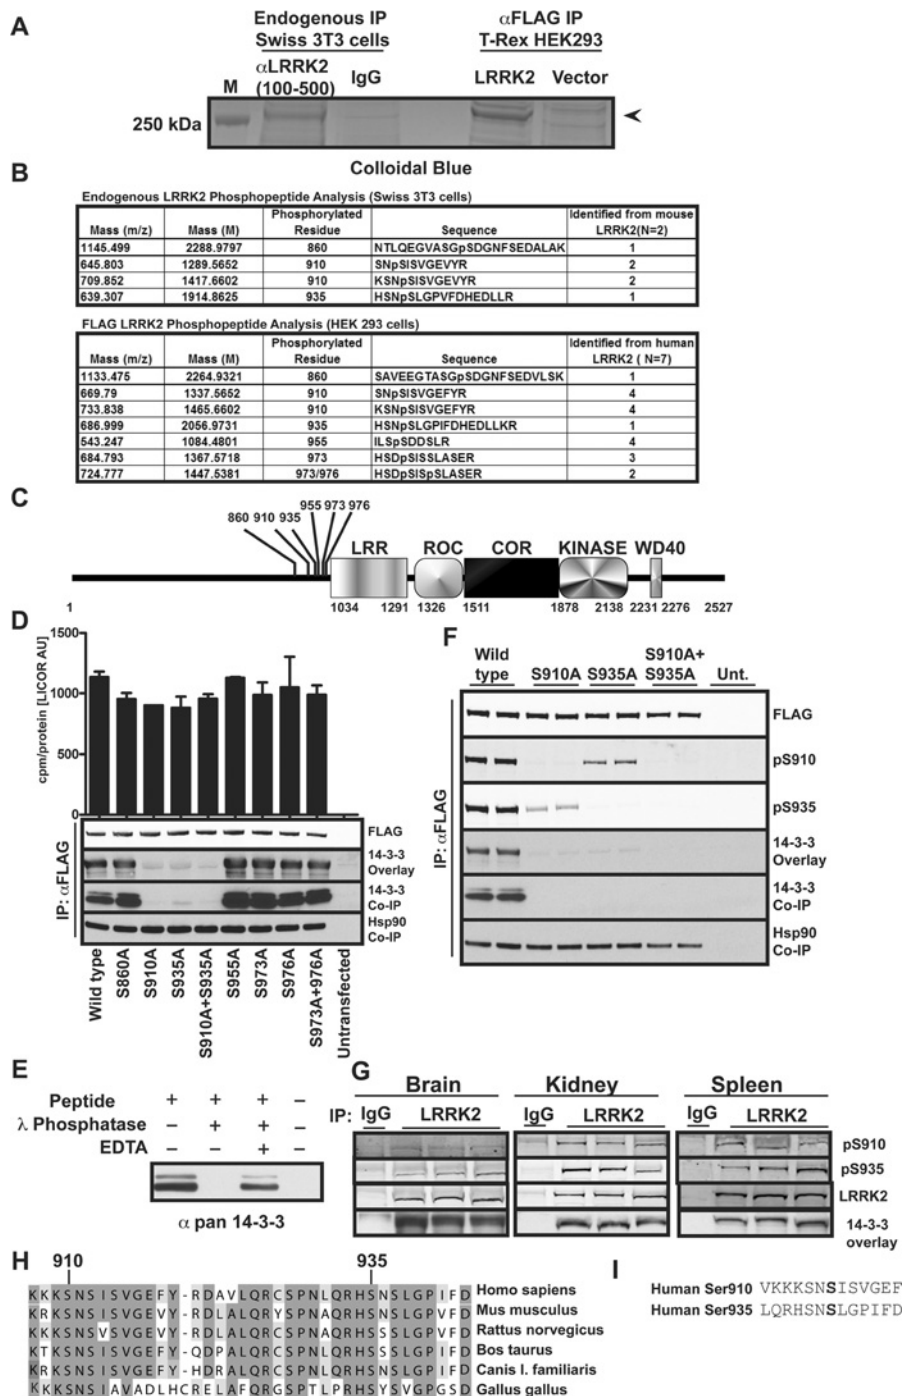 A
Endogenous IP
Swiss 3T3 cells
αFLAG IP
T-Rex HEK293
M
αLRRK2
(100-500)
IgG
LRRK2
Vector
250 kDa
Colloidal Blue
B
Endogenous LRRK2 Phosphopeptide Analysis (Swiss 3T3 cells)
Mass (m/z) Mass (M) Phosphorylated Residue Sequence Identified from mouse LRRK2(N=2)
1145.499 2288.9797 860 NTLQEGVASGpSDGNFSEDALAK 1
645.803 1289.5652 910 SNpSISVGEVYR 2
709.852 1417.6602 910 KSNpSISVGEVYR 2
639.307 1914.8625 935 HSNpSLGPVFDHEDLLR 1
FLAG LRRK2 Phosphopeptide Analysis (HEK 293 cells)
Mass (m/z) Mass (M) Phosphorylated Residue Sequence Identified from human LRRK2 ( N=7)
1133.475 2264.9321 860 SAVEEGTASGpSDGNFSEDVLSK 1
669.79 1337.5652 910 SNpSISVGEFYR 4
733.838 1465.6602 910 KSNpSISVGEFYR 4
686.999 2056.9731 935 HSNpSLGPIFDHEDLLKR 1
543.247 1084.4801 955 ILSpSDDSLR 4
684.793 1367.5718 973 HSDpSISSLASER 3
724.777 1447.5381 973/976 HSDpSISpSLASER 2
C
860 910 935 955 973 976
LRR ROC COR KINASE WD40
1 1034 1291 1326 1511 1878 2138 2231 2276 2527
D
cpm/protein [LICOR AU]
1500
1000
500
0
IP: αFLAG
FLAG
14-3-3
Overlay
14-3-3
Co-IP
Hsp90
Co-IP
Wild type
S860A
S910A
S935A
S910A+S935A
S955A
S973A
S976A
S973A+976A
Untransfected
F
Wild
type
S910A
S935A
S910A+
S935A
Unt.
IP: αFLAG
FLAG
pS910
pS935
14-3-3
Overlay
14-3-3
Co-IP
Hsp90
Co-IP
E
Peptide + + + –
λ Phosphatase – + + –
EDTA – – + –
α pan 14-3-3
G
Brain Kidney Spleen
IP: IgG LRRK2 IgG LRRK2 IgG LRRK2
pS910
pS935
LRRK2
14-3-3
overlay
H
910 935
KKKSNSISVGEFY-RDAVLQRCSPNLQRHSNSLGPIFD Homo sapiens
KRKSNSISVGEVY-RDLALQRYSPNAQRHSNSLGPVFD Mus musculus
KKKSNSVSVGEVY-RDLALQRCSPNAQRHSSSLGPVFD Rattus norvegicus
KTKSNSISVGEFY-QDPALQRCSPNLQRHSSSLGPIFD Bos taurus
KRKSNSISVGEFY-HDRALQRCSPNLQRHSNSLGPIFD Canis l. familiaris
KKKSNSIAVADLHCRELAFQRGSPTLPRHSYSVGPGSD Gallus gallus
I
Human Ser910 VKKKSNSISVGEF
Human Ser935 LQRHSNSLGPIFD